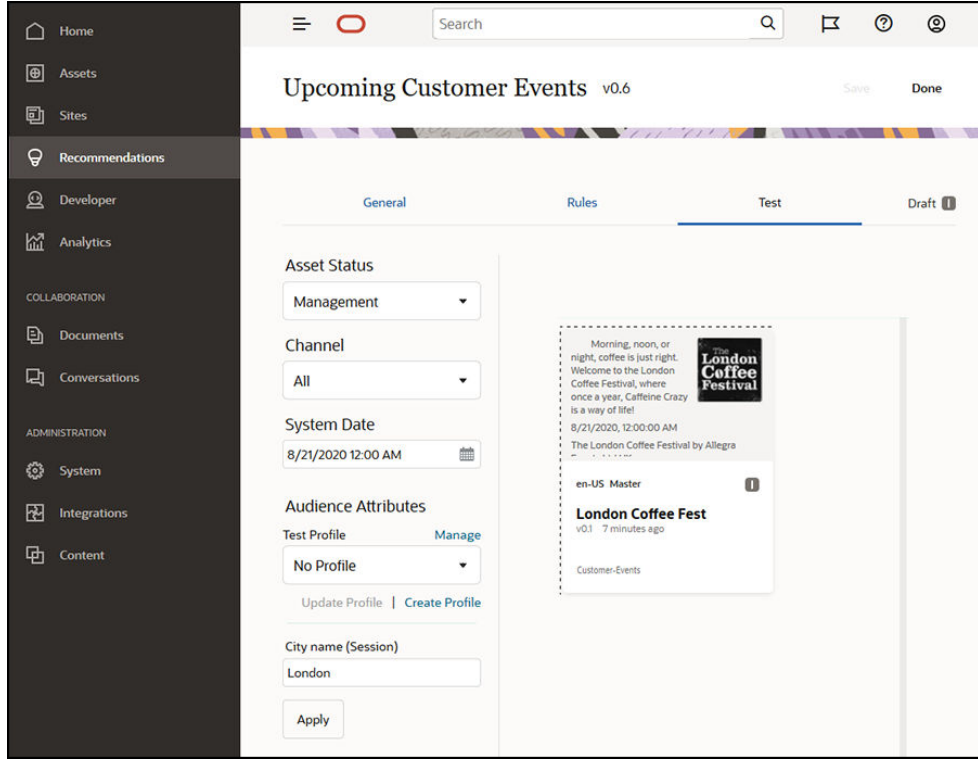 Home
Assets
Sites
Recommendations
Developer
Analytics
COLLABORATION
Documents
Conversations
ADMINISTRATION
System
Integrations
Content
Search
Upcoming Customer Events v0.6
Save
Done
General
Rules
Test
Draft
Asset Status
Management
Channel
All
System Date
8/21/2020 12:00 AM
Audience Attributes
Test Profile
Manage
No Profile
Update Profile | Create Profile
City name (Session)
London
Apply
Morning, noon, or
night, coffee is just right.
Welcome to the London
Coffee Festival, where
once a year, Caffeine Crazy
is a way of life!
The
London
Coffee
Festival
8/21/2020, 12:00:00 AM
The London Coffee Festival by Allegra
en-US Master
London Coffee Fest
v0.1 7 minutes ago
Customer-Events